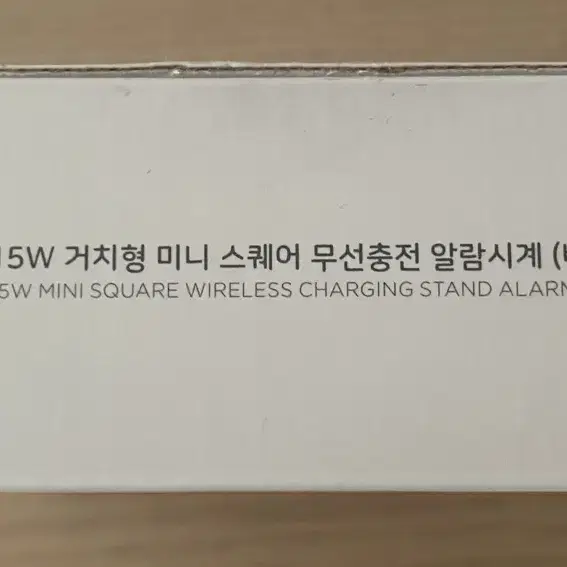 15W 거치형 미니 스퀘어 무선충전 알람시계
5W MINI SQUARE WIRELESS CHARGING STAND ALARM